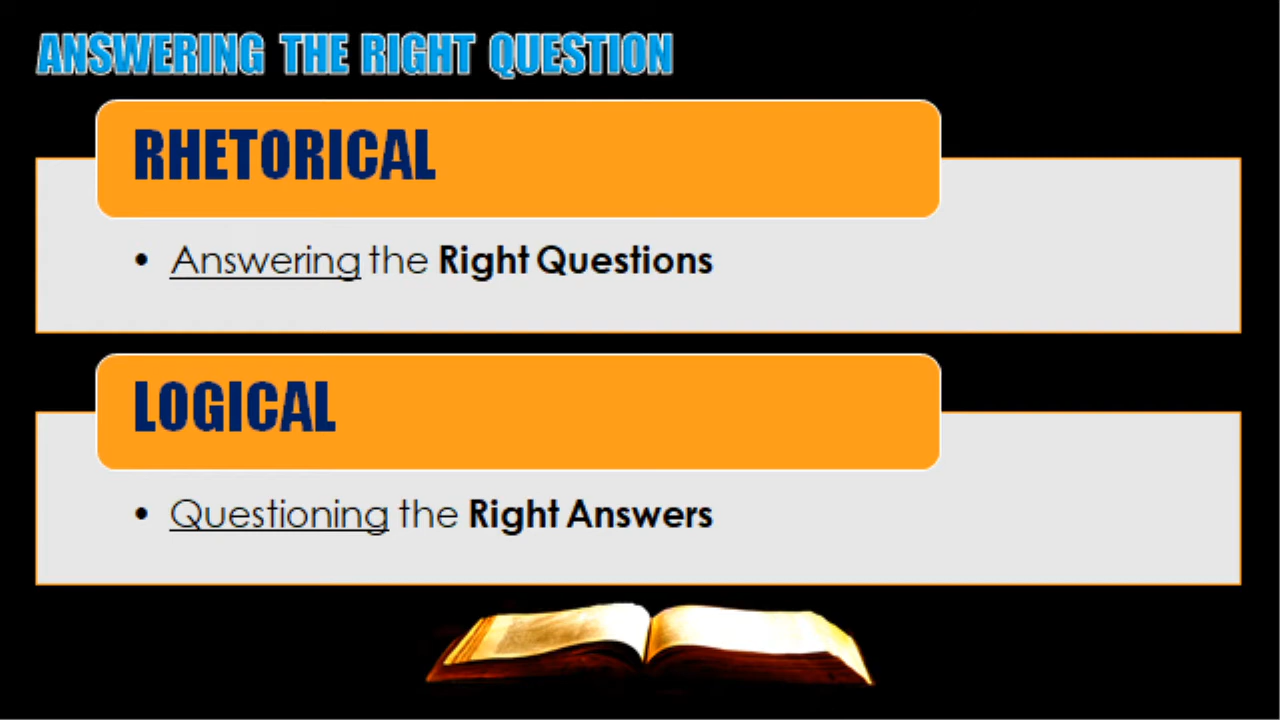 ANSWERING THE RIGHT QUESTION
RHETORICAL
• Answering the Right Questions
LOGICAL
• Questioning the Right Answers